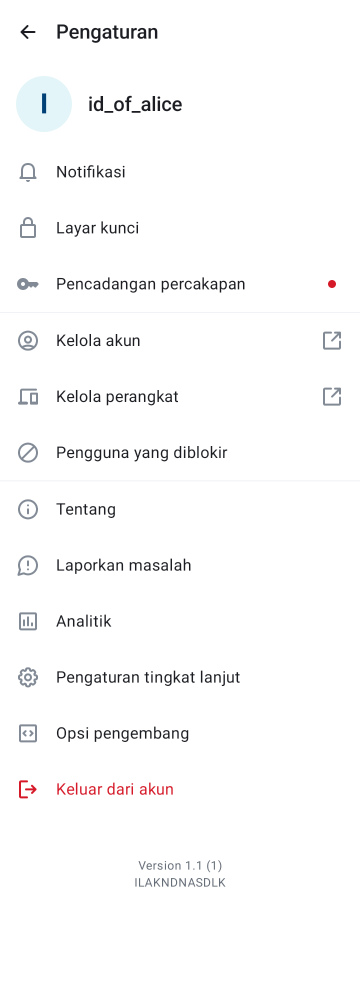 Pengaturan
I
id_of_alice
Notifikasi
Layar kunci
Pencadangan percakapan
Kelola akun
Kelola perangkat
Pengguna yang diblokir
Tentang
Laporkan masalah
Analitik
Pengaturan tingkat lanjut
Opsi pengembang
Keluar dari akun
Version 1.1 (1)
ILAKNDNASDLK